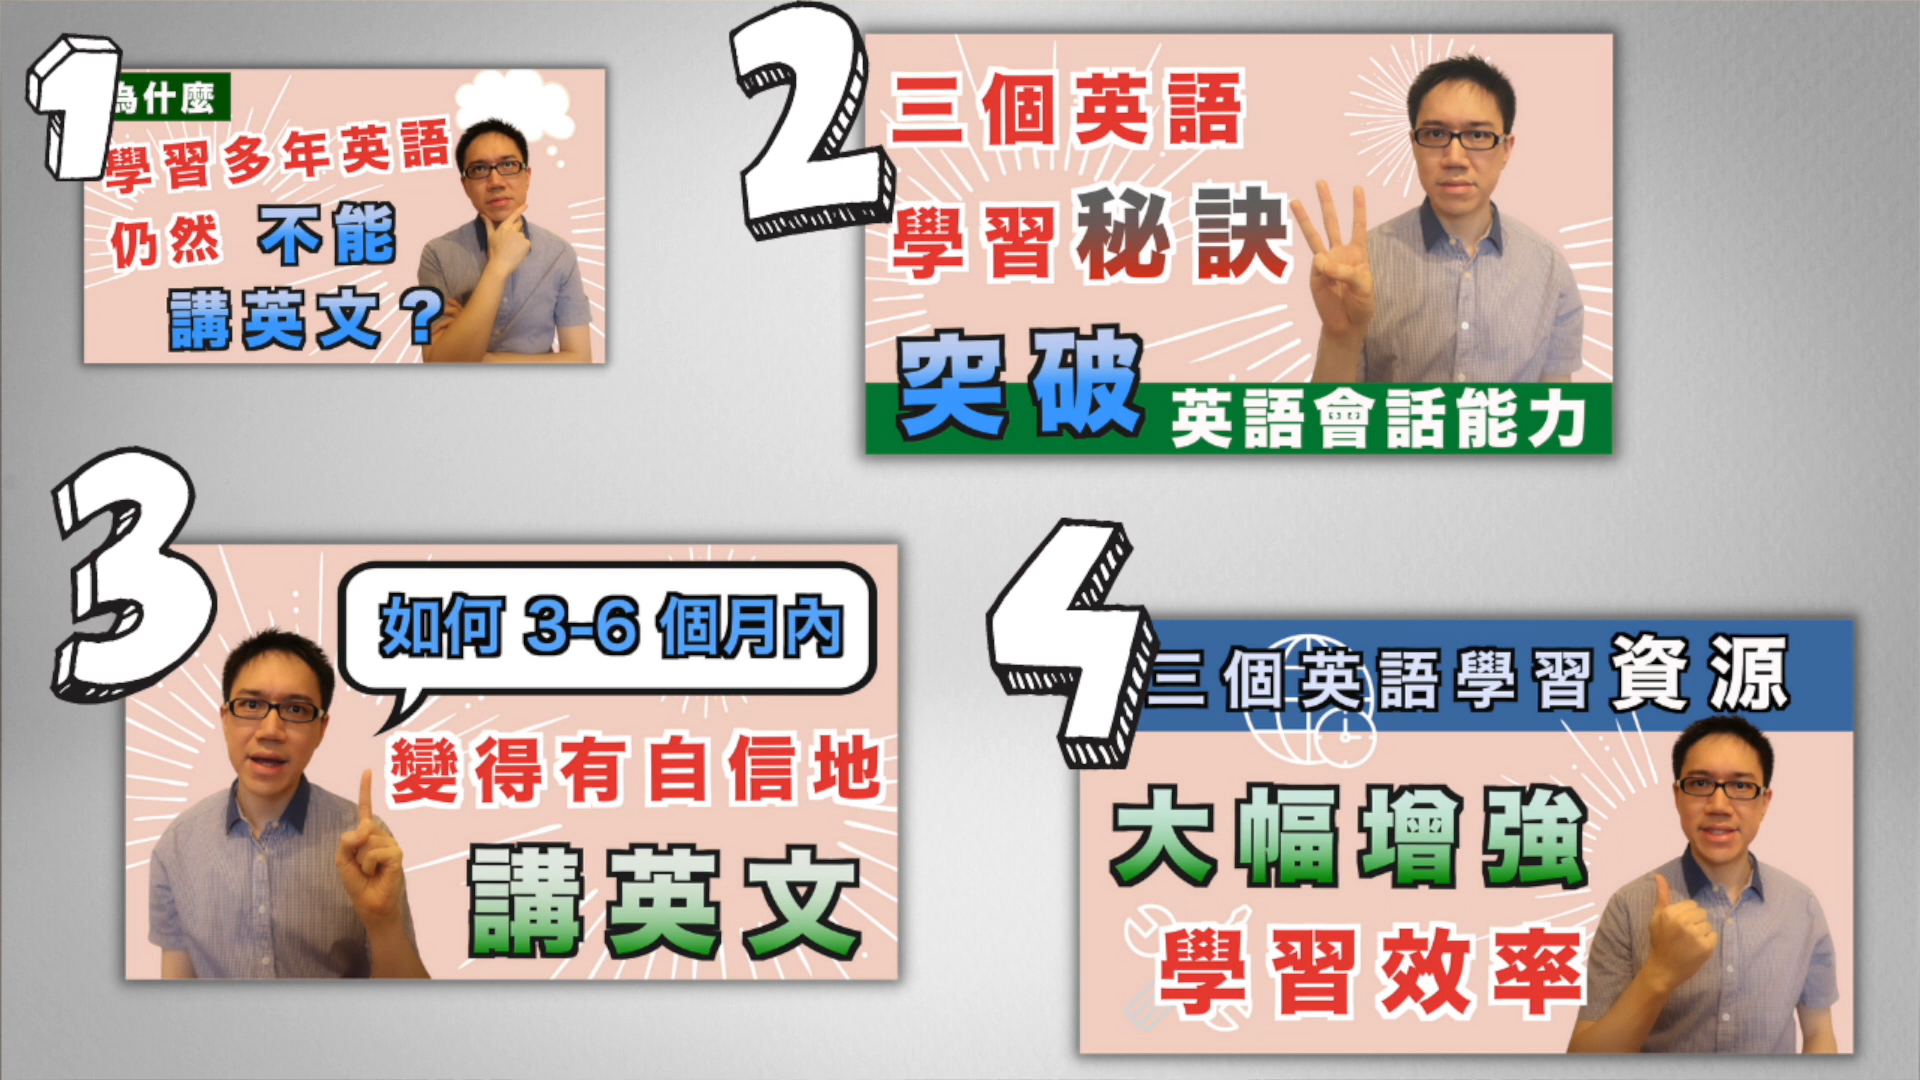 1
為什麼
學習多年英語
仍然 不能
講英文？
2
三個英語
學習秘訣
突破 英語會話能力
3
如何 3-6 個月內
變得有自信地
講英文
4
三個英語學習資源
大幅增強
學習效率